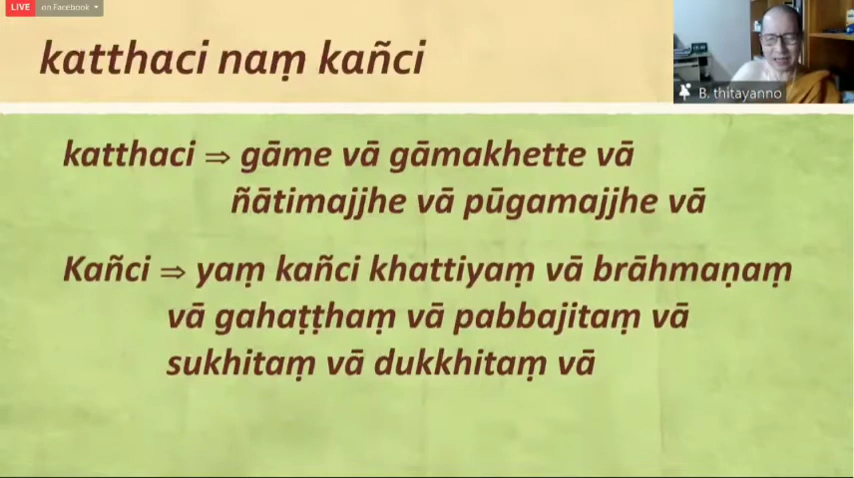 LIVE on Facebook
katthaci naṃ kañci
B. thitayanno
katthaci ⇒ gāme vā gāmakhette vā
ñātimajjhe vā pūgamajjhe vā
Kañci ⇒ yaṃ kañci khattiyaṃ vā brāhmaṇaṃ
vā gahaṭṭhaṃ vā pabbajitaṃ vā
sukhitaṃ vā dukkhitaṃ vā